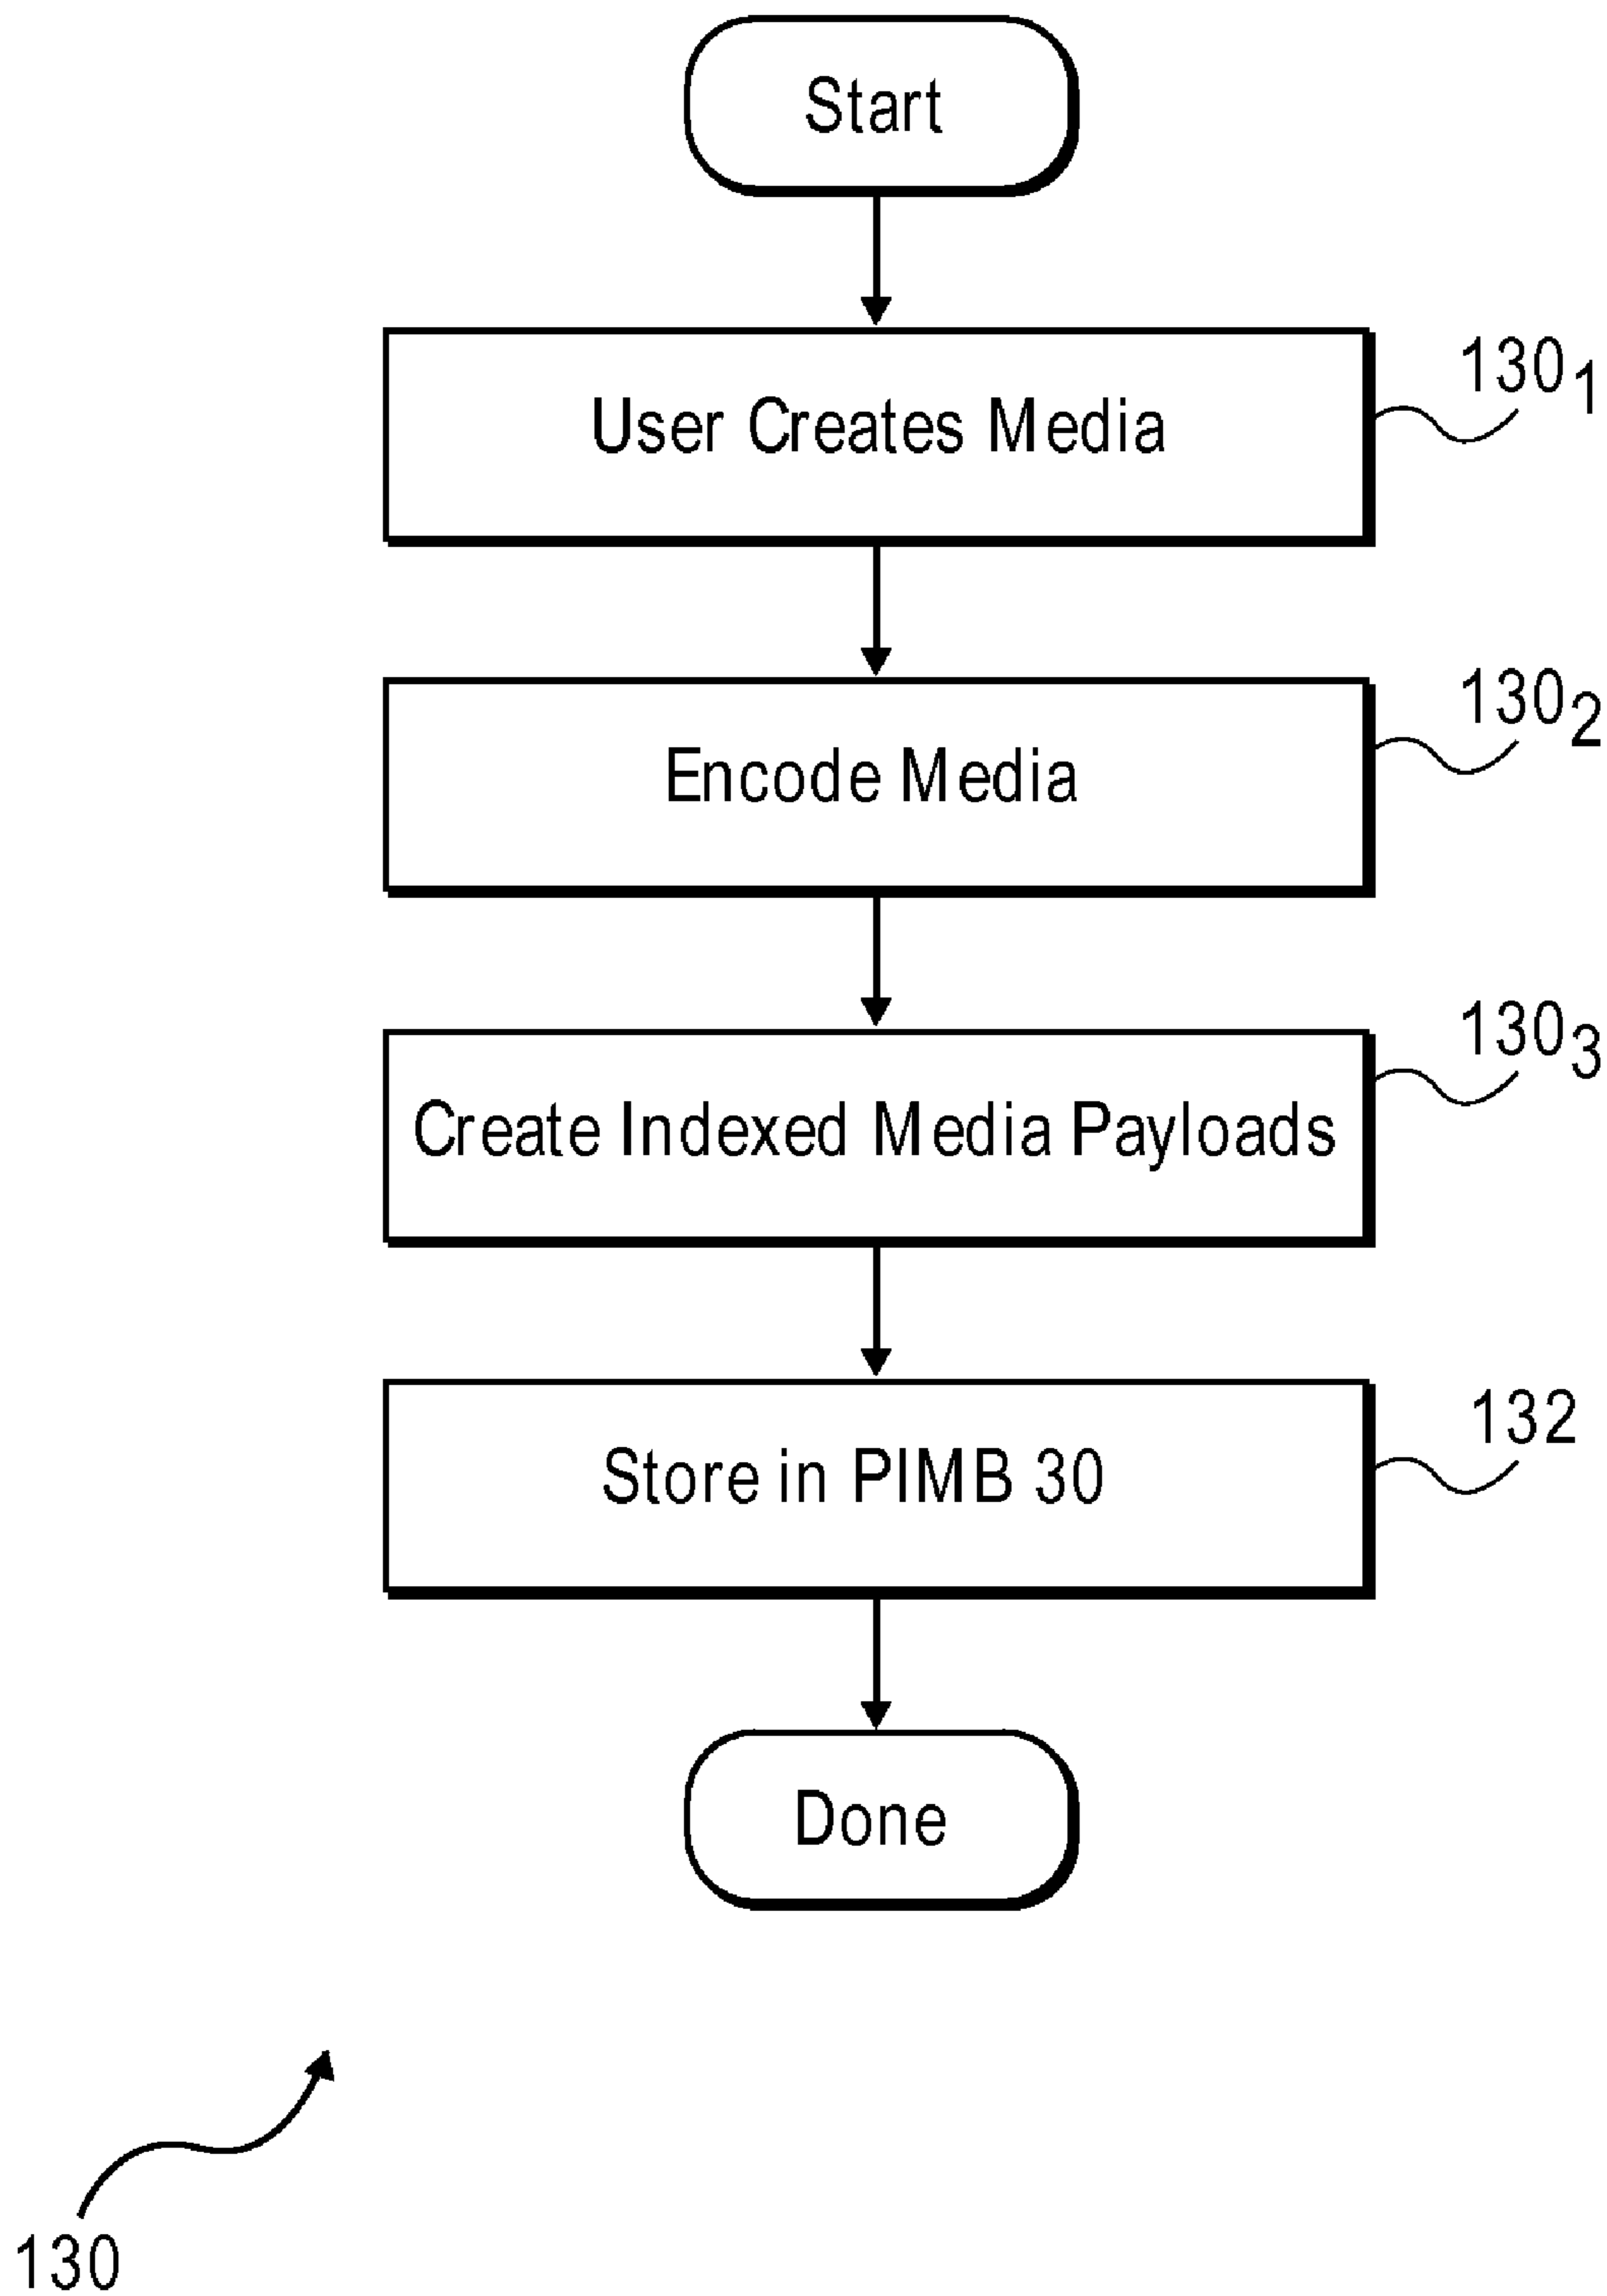 Start
User Creates Media
130₁
Encode Media
130₂
Create Indexed Media Payloads
130₃
Store in PIMB 30
132
Done
130